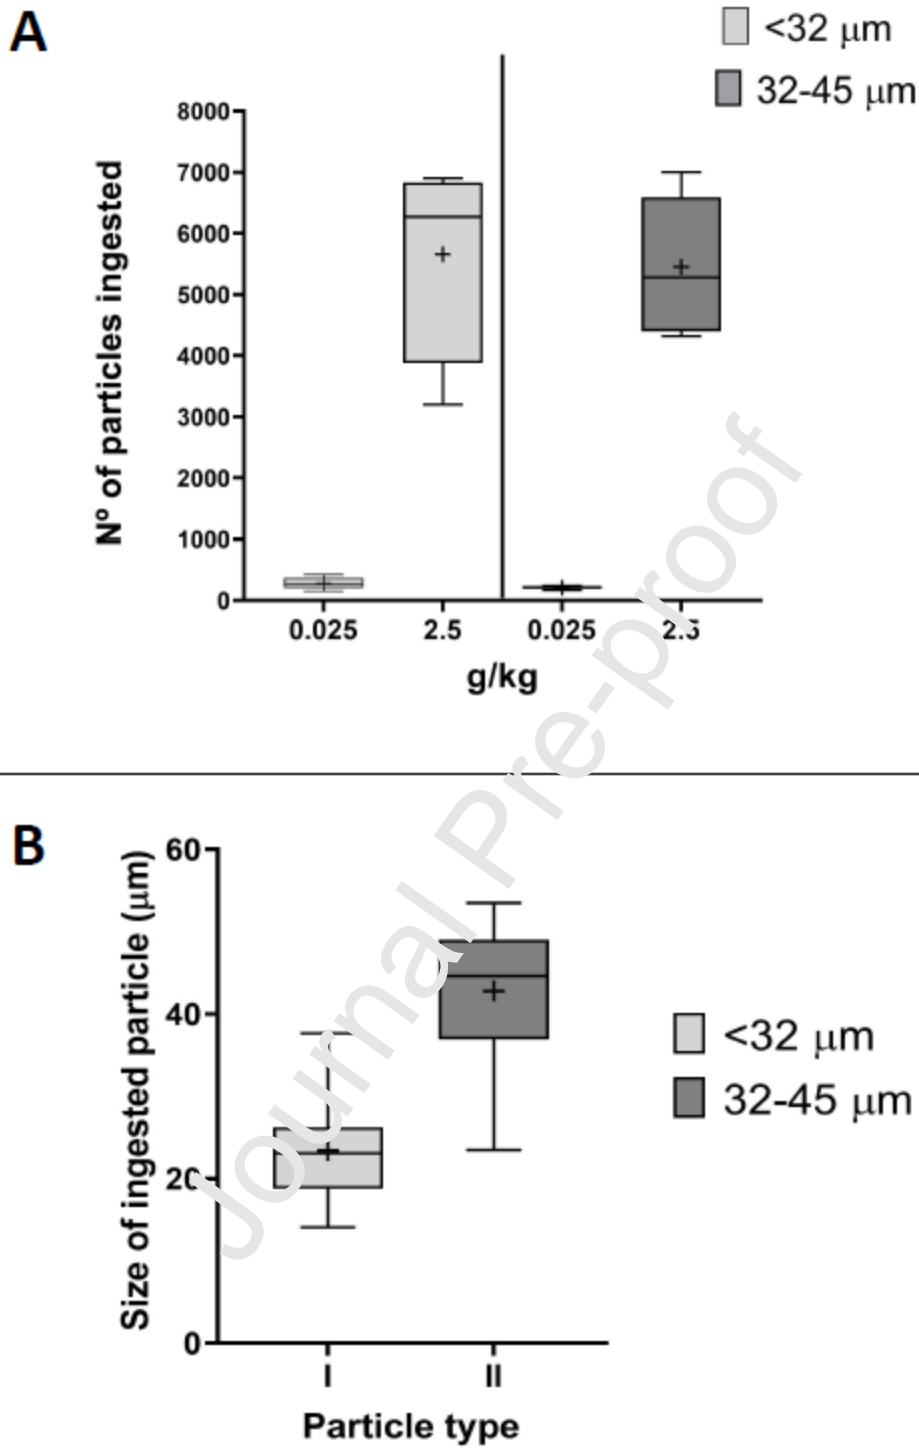 A
<32 μm
32-45 μm
8000
7000
6000
5000
4000
3000
2000
1000
0
Nº of particles ingested
0.025 2.5 0.025 2.5
g/kg
B
60
40
20
0
Size of ingested particle (μm)
<32 μm
32-45 μm
I II
Particle type
Journal Pre-proof